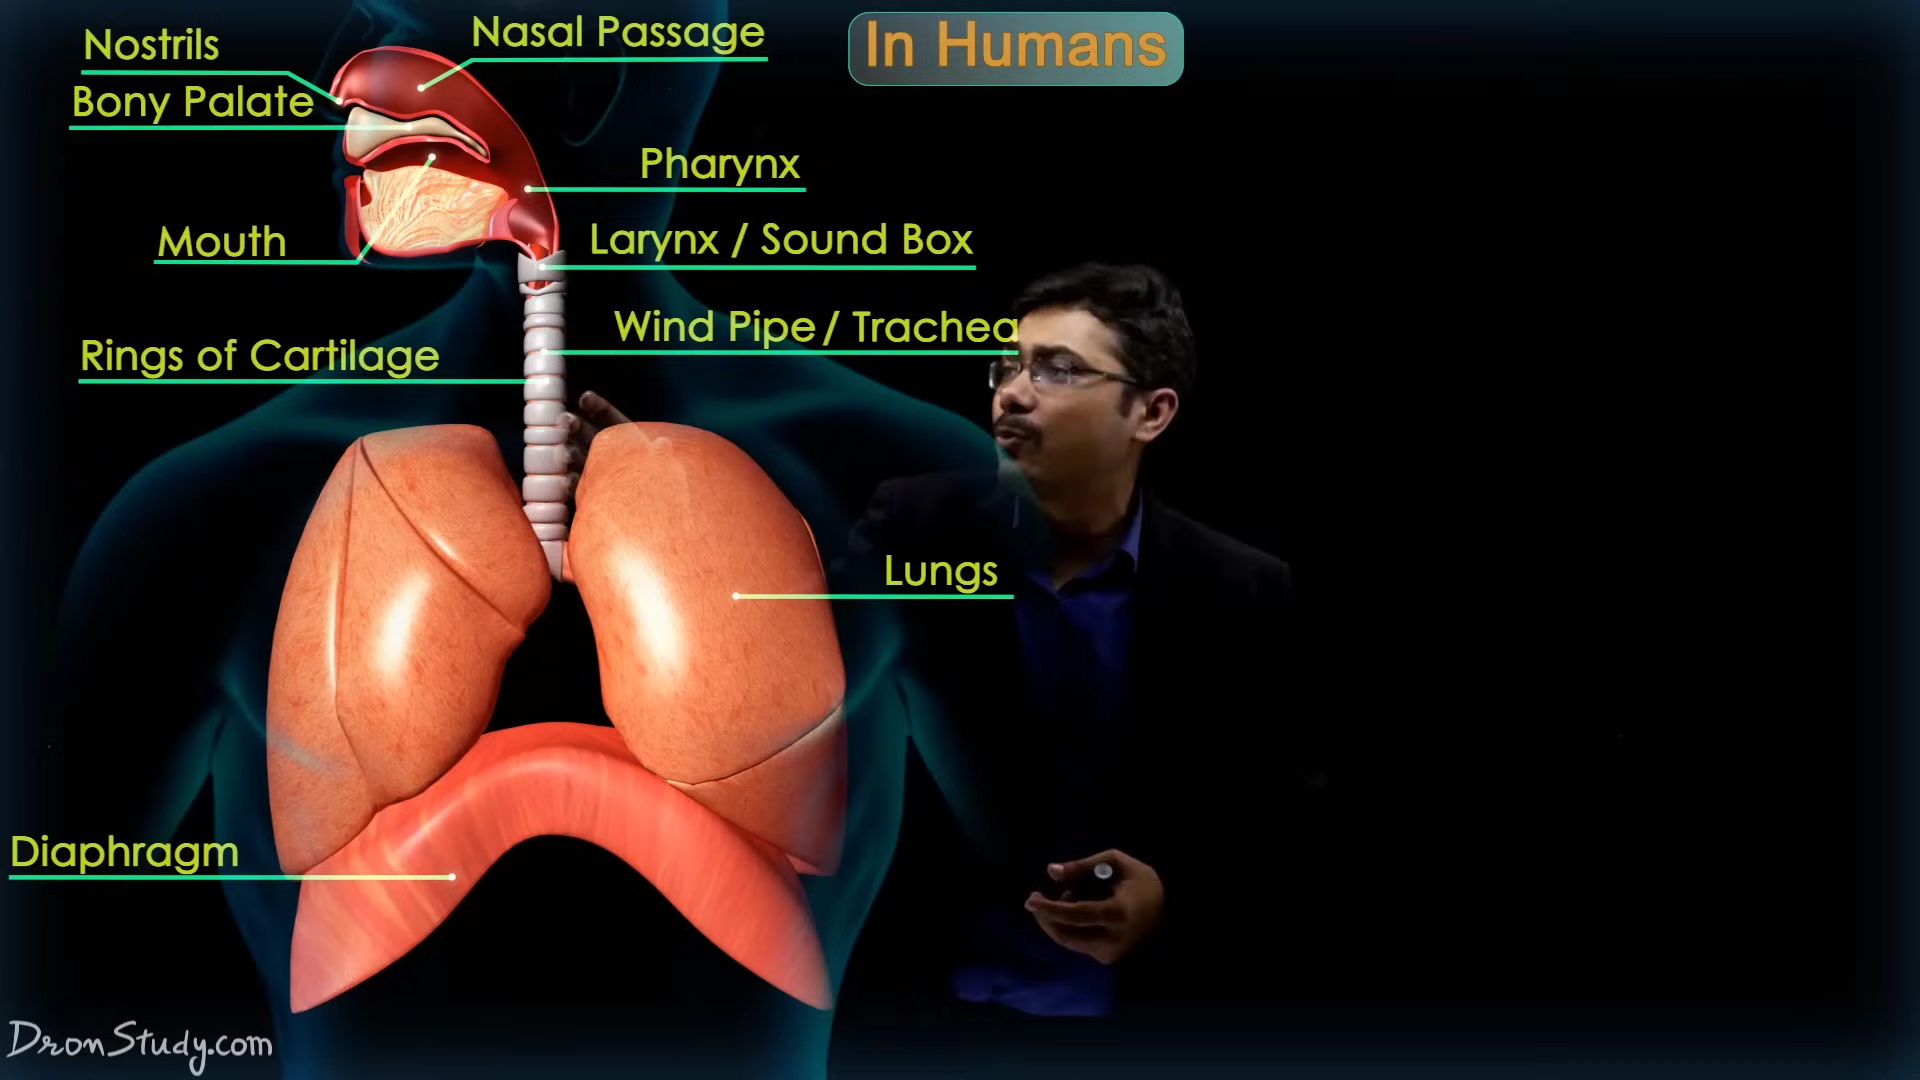 In Humans
Nostrils
Nasal Passage
Bony Palate
Pharynx
Mouth
Larynx / Sound Box
Wind Pipe / Trachea
Rings of Cartilage
Lungs
Diaphragm
DronStudy.com